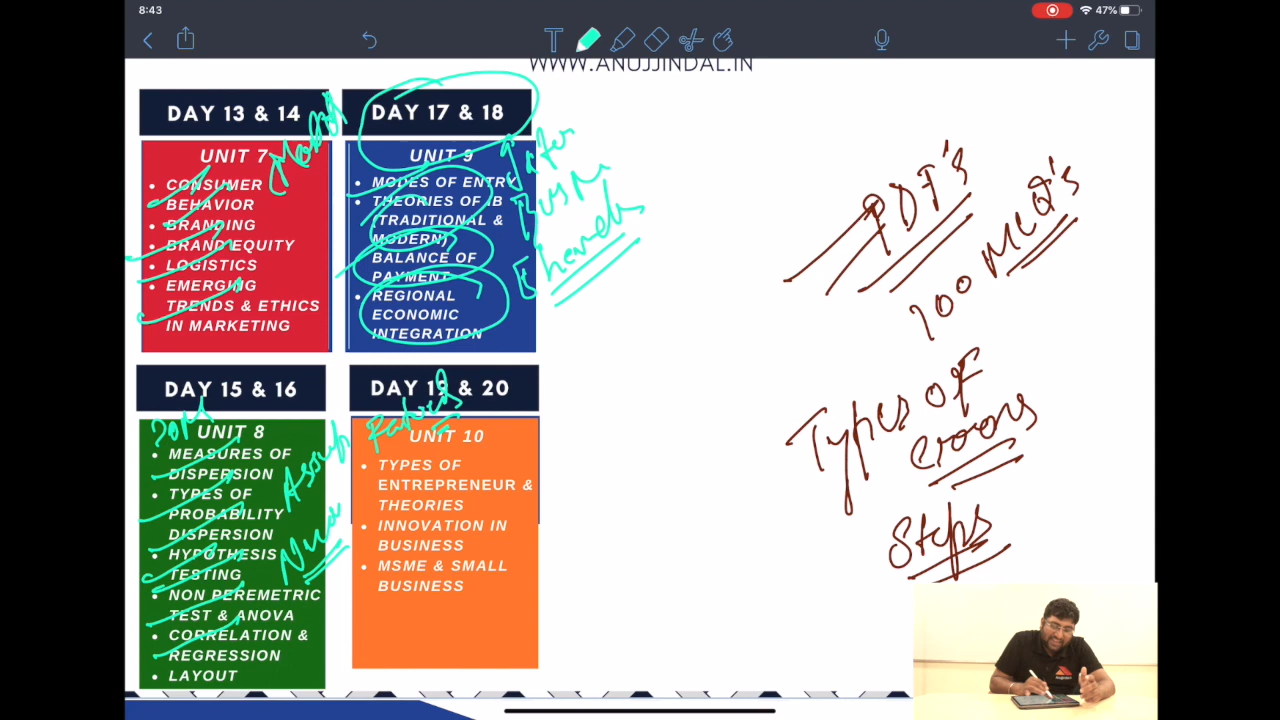 8:43
47%
T
WWW.ANUJJINDAL.IN
DAY 13 & 14
UNIT 7
CONSUMER
BEHAVIOR
BRANDING
BRAND EQUITY
LOGISTICS
EMERGING
TRENDS & ETHICS
IN MARKETING
DAY 17 & 18
UNIT 9
MODES OF ENTRY
THEORIES OF IB
(TRADITIONAL &
MODERN)
BALANCE OF
PAYMENT
REGIONAL
ECONOMIC
INTEGRATION
DAY 15 & 16
UNIT 8
MEASURES OF
DISPERSION
TYPES OF
PROBABILITY
DISPERSION
HYPOTHESIS
TESTING
NON PEREMETRIC
TEST & ANOVA
CORRELATION &
REGRESSION
LAYOUT
DAY 19 & 20
UNIT 10
TYPES OF
ENTREPRENEUR &
THEORIES
INNOVATION IN
BUSINESS
MSME & SMALL
BUSINESS
PDF's
100 MCQ's
Types of
errors
Steps